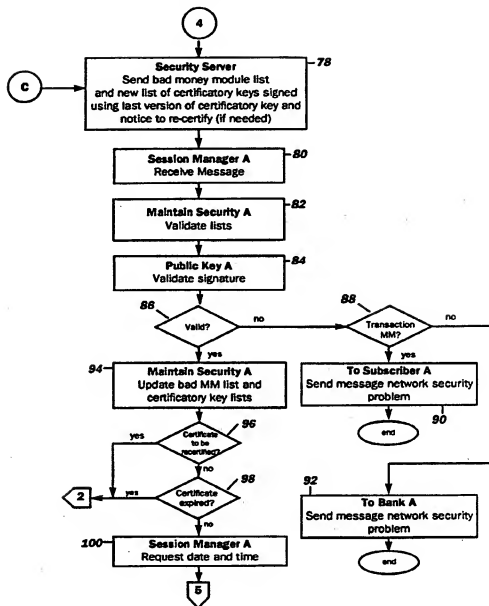 4
C
Security Server
Send bad money module list
and new list of certificatory keys signed
using last version of certificatory key and
notice to re-certify (if needed)
78
Session Manager A
Receive Message
80
Maintain Security A
Validate lists
82
Public Key A
Validate signature
84
86
Valid?
no
88
Transaction
MM?
no
yes
yes
94
Maintain Security A
Update bad MM list and
certificatory key lists
To Subscriber A
Send message network security
problem
90
end
96
Certificate
to be
recertified?
yes
no
98
Certificate
expired?
yes
2
no
92
To Bank A
Send message network security
problem
end
100
Session Manager A
Request date and time
5